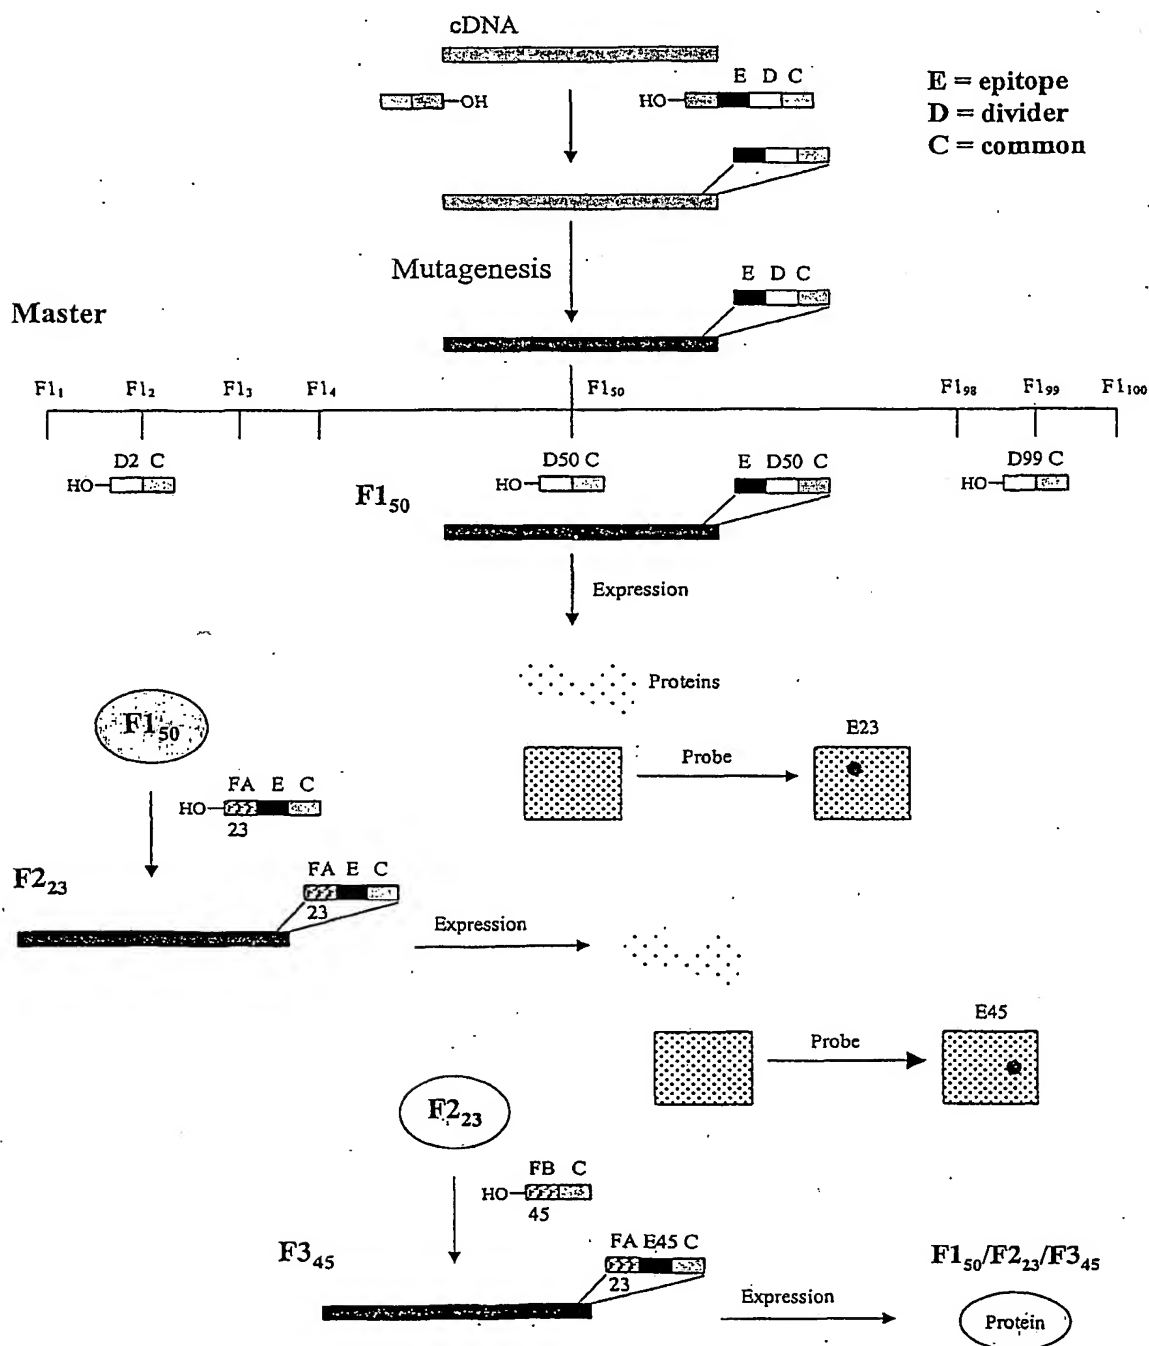 cDNA
E D C
OH
HO
E = epitope
D = divider
C = common
Mutagenesis
E D C
Master
F1₁ F1₂ F1₃ F1₄ F1₅₀ F1₉₈ F1₉₉ F1₁₀₀
D2 C
HO
D50 C
HO
E D50 C
D99 C
HO
F1₅₀
Expression
Proteins
F1₅₀
E23
Probe
FA E C
HO
23
F2₂₃
FA E C
23
Expression
E45
Probe
F2₂₃
FB C
HO
45
F3₄₅
FA E45 C
23
Expression
F1₅₀/F2₂₃/F3₄₅
Protein